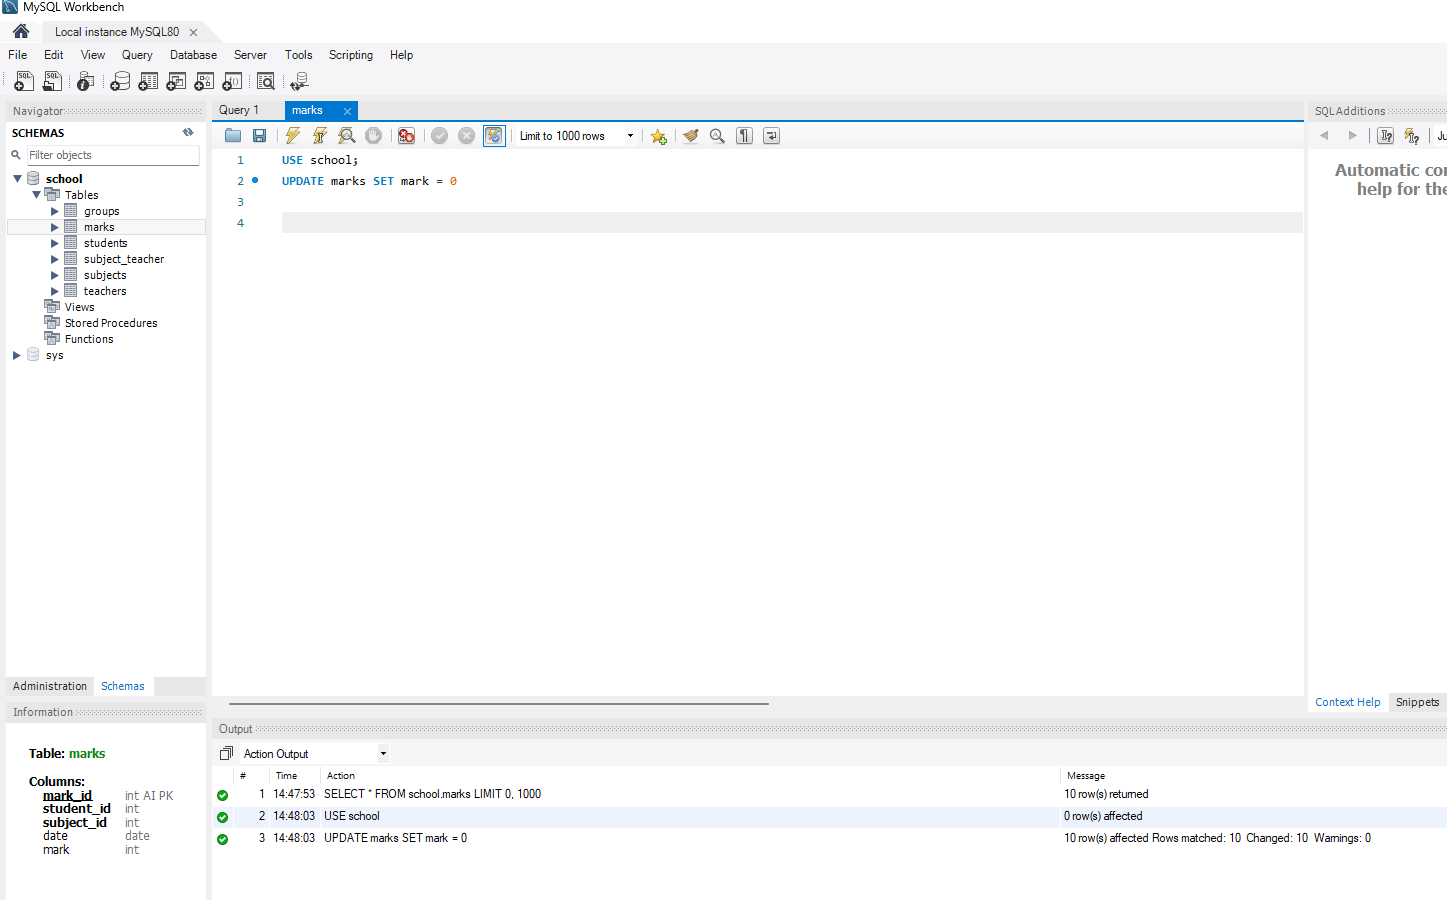 MySQL Workbench
Local instance MySQL80
File Edit View Query Database Server Tools Scripting Help
Navigator
SCHEMAS
Filter objects
school
Tables
groups
marks
students
subject_teacher
subjects
teachers
Views
Stored Procedures
Functions
sys
Administration Schemas
Information
Table: marks
Columns:
mark_id int AI PK
student_id int
subject_id int
date date
mark int
Query 1 marks
Limit to 1000 rows
1 USE school;
2 UPDATE marks SET mark = 0
3
4
Output
Action Output
# Time Action Message
1 14:47:53 SELECT * FROM school.marks LIMIT 0, 1000 10 row(s) returned
2 14:48:03 USE school 0 row(s) affected
3 14:48:03 UPDATE marks SET mark = 0 10 row(s) affected Rows matched: 10 Changed: 10 Warnings: 0
SQLAdditions
Ju
Automatic con
help for the
Context Help Snippets